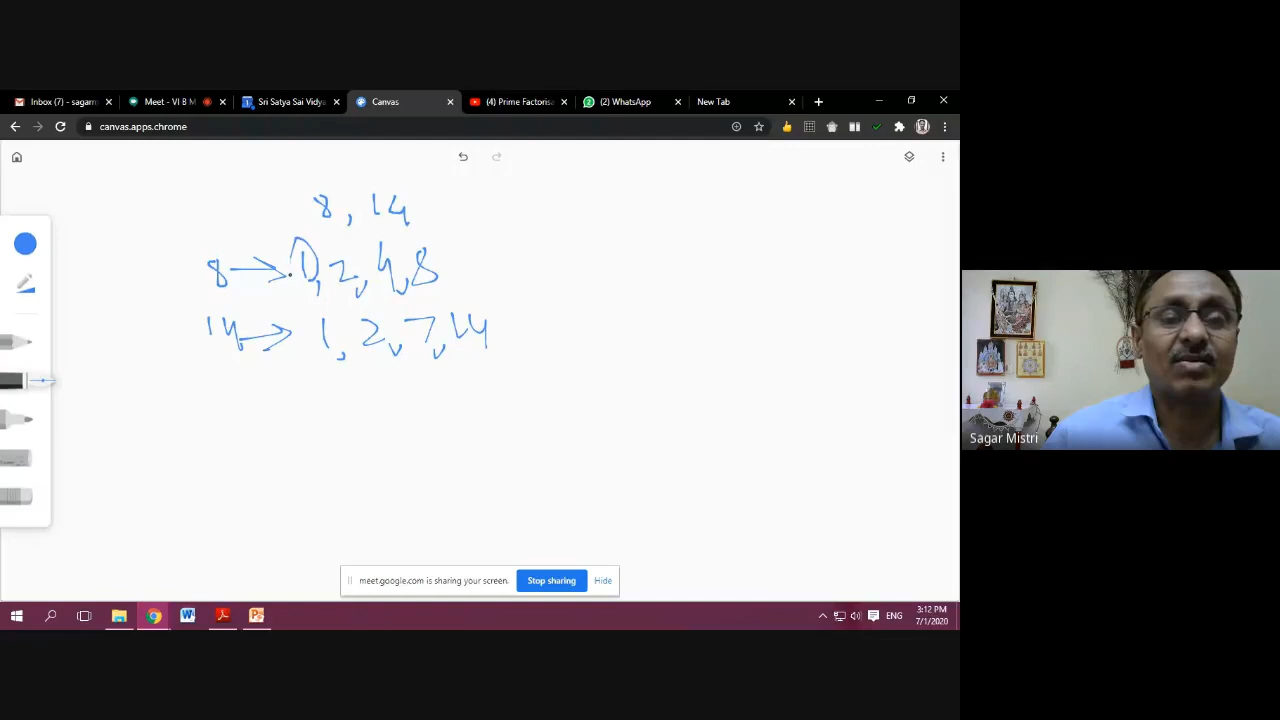 Inbox (7) - sagarm
Meet - VI B M
Sri Satya Sai Vidya
Canvas
(4) Prime Factorisa
(2) WhatsApp
New Tab
canvas.apps.chrome
8, 14
8 → 1, 2, 4, 8
14 → 1, 2, 7, 14
Sagar Mistri
meet.google.com is sharing your screen.
Stop sharing
Hide
ENG
3:12 PM
7/1/2020